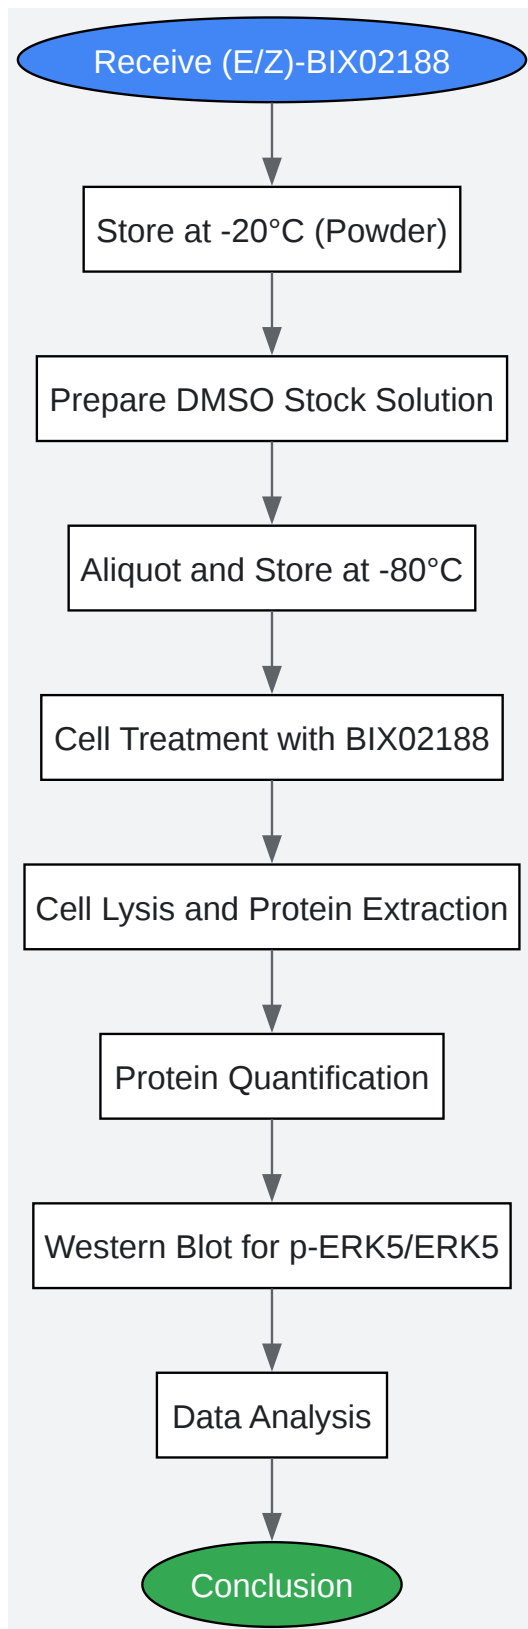 Receive (E/Z)-BIX02188
Store at -20°C (Powder)
Prepare DMSO Stock Solution
Aliquot and Store at -80°C
Cell Treatment with BIX02188
Cell Lysis and Protein Extraction
Protein Quantification
Western Blot for p-ERK5/ERK5
Data Analysis
Conclusion